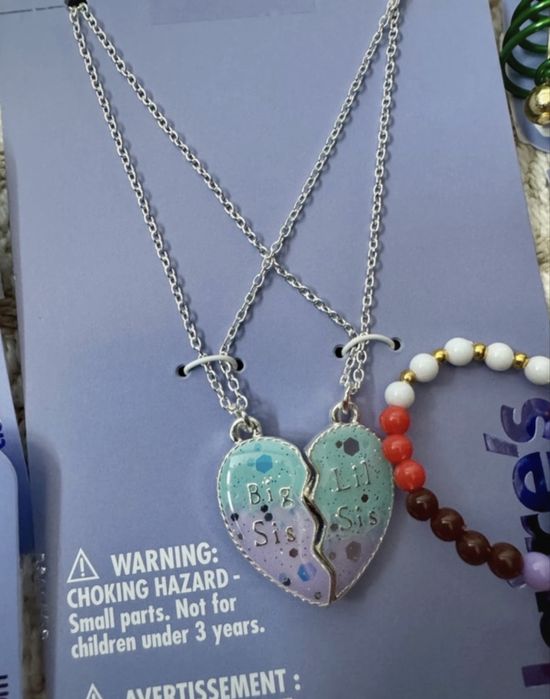 Big
Sis
Lil
Sis
WARNING:
CHOKING HAZARD -
Small parts. Not for
children under 3 years.
AVERTISSEMENT :